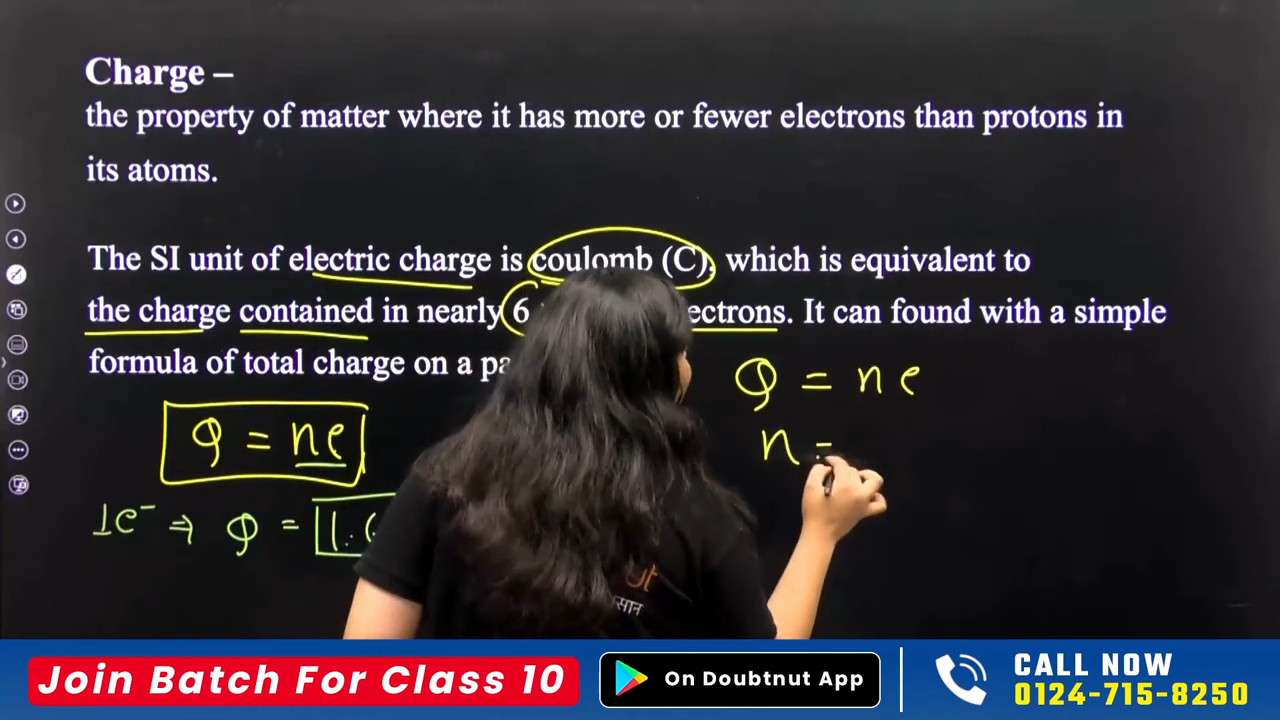 Charge –
the property of matter where it has more or fewer electrons than protons in
its atoms.
The SI unit of electric charge is coulomb (C), which is equivalent to
the charge contained in nearly 6 ectrons. It can found with a simple
formula of total charge on a pa
Q = ne
n =
Q = ne
1e⁻ ⇒ Q = 1.6
ut
सान
Join Batch For Class 10
On Doubtnut App
CALL NOW
0124-715-8250